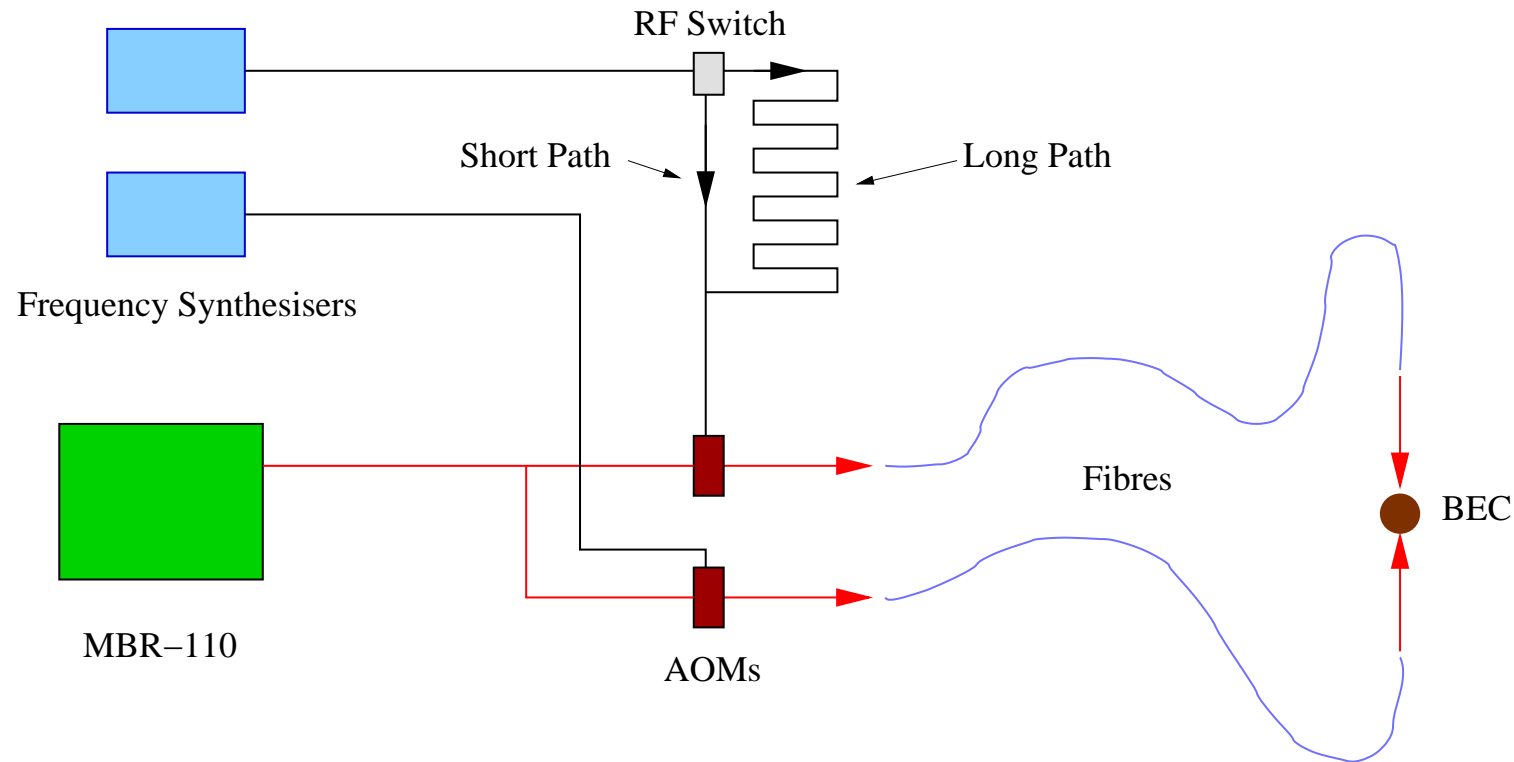 RF Switch
Short Path
Long Path
Frequency Synthesisers
Fibres
BEC
MBR−110
AOMs